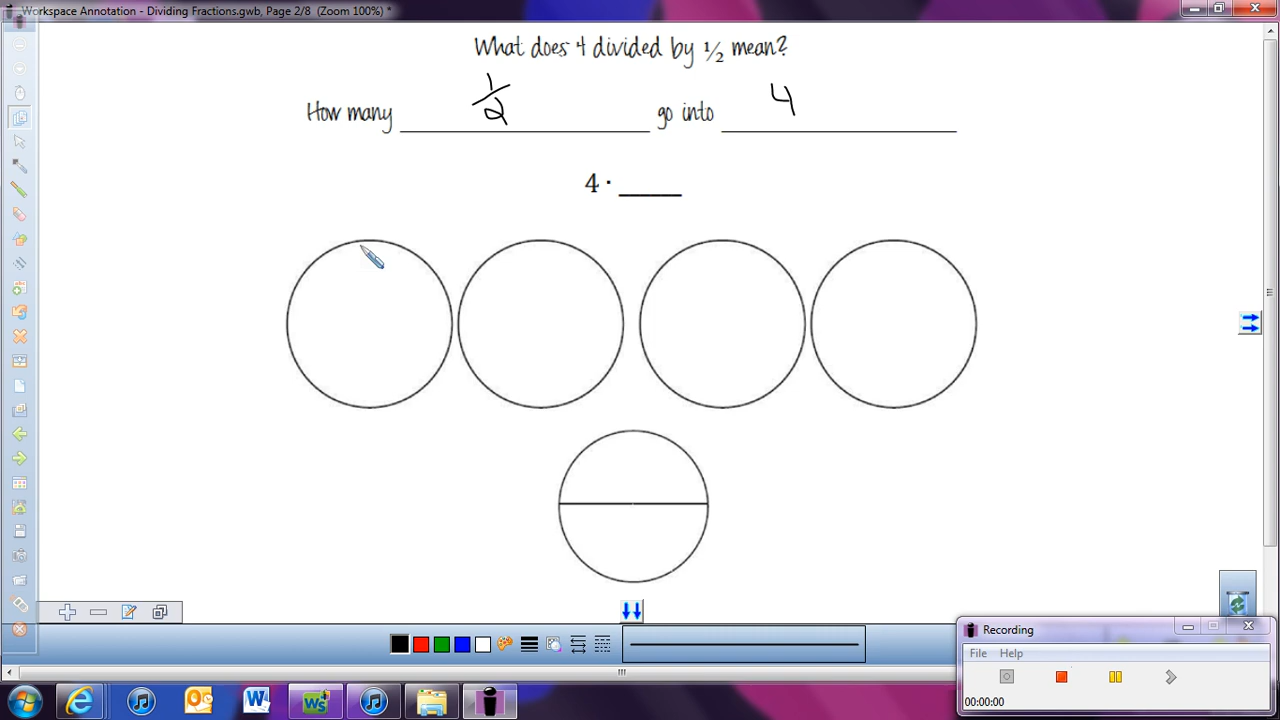 Workspace Annotation - Dividing Fractions.gwb, Page 2/8 (Zoom 100%) *
What does 4 divided by ½ mean?
How many 1/2 go into 4
4 · ____
Recording
File Help
00:00:00